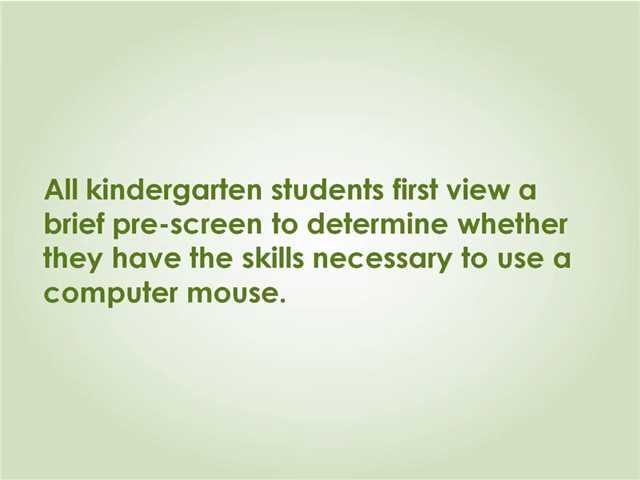 All kindergarten students first view a
brief pre-screen to determine whether
they have the skills necessary to use a
computer mouse.